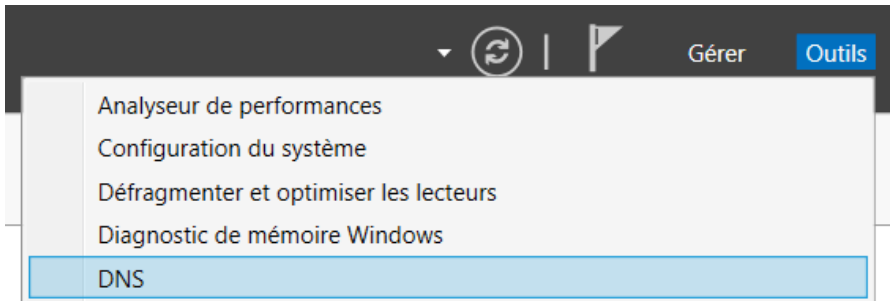 Gérer Outils
Analyseur de performances
Configuration du système
Défragmenter et optimiser les lecteurs
Diagnostic de mémoire Windows
DNS